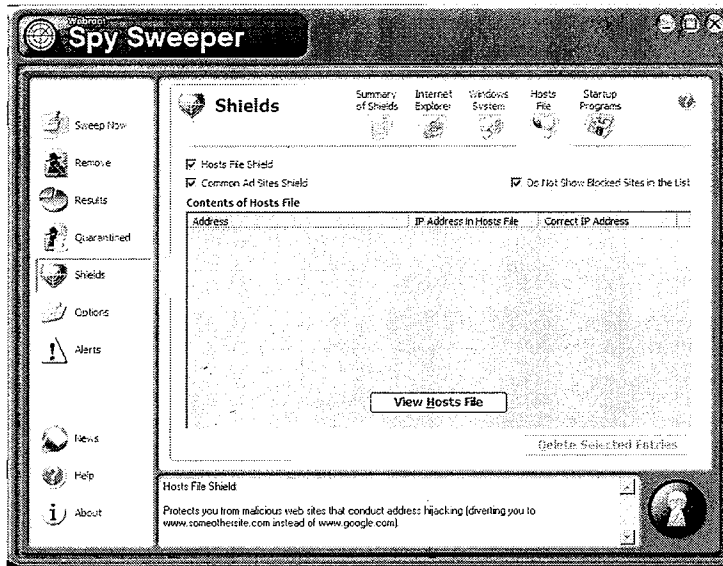 Webroot
Spy Sweeper
Sweep Now
Remove
Results
Quarantined
Shields
Options
Alerts
News
Help
About
Shields
Summary of Shields
Internet Explorer
Windows System
Hosts File
Startup Programs
Hosts File Shield
Common Ad Sites Shield
Do Not Show Blocked Sites in the List
Contents of Hosts File
Address
IP Address in Hosts File
Correct IP Address
View Hosts File
Delete Selected Entries
Hosts File Shield
Protects you from malicious web sites that conduct address hijacking (diverting you to
www.someothersite.com instead of www.google.com)